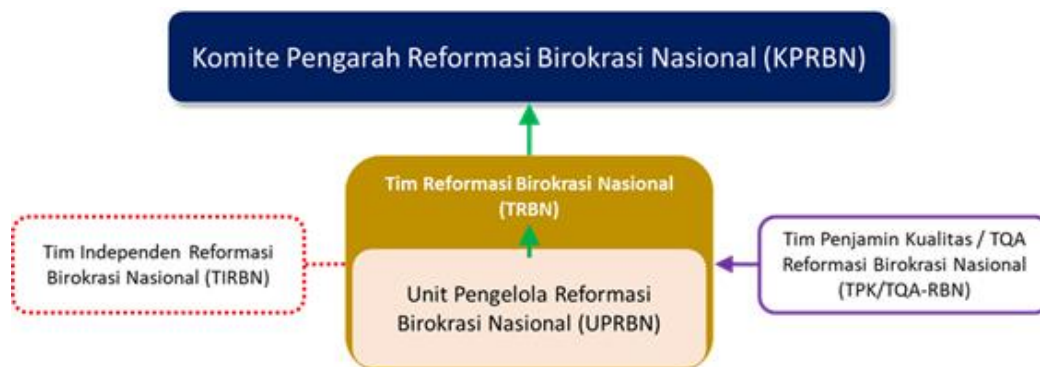 Komite Pengarah Reformasi Birokrasi Nasional (KPRBN)
Tim Reformasi Birokrasi Nasional
(TRBN)
Tim Independen Reformasi
Birokrasi Nasional (TIRBN)
Unit Pengelola Reformasi
Birokrasi Nasional (UPRBN)
Tim Penjamin Kualitas / TQA
Reformasi Birokrasi Nasional
(TPK/TQA-RBN)